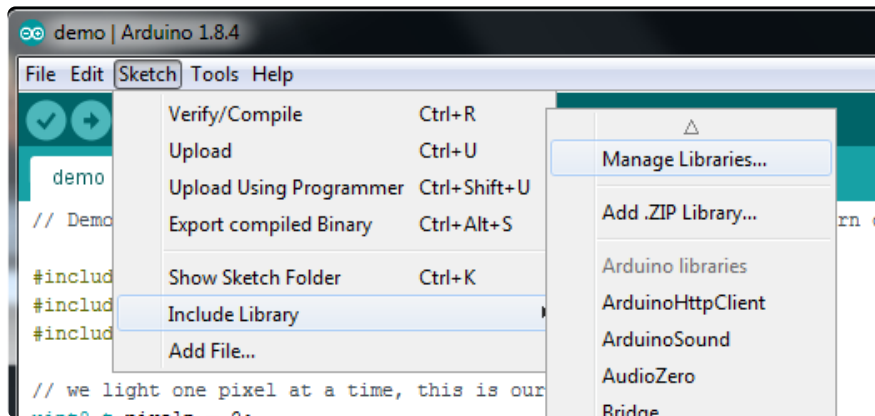 demo | Arduino 1.8.4
File Edit Sketch Tools Help
Verify/Compile Ctrl+R
Upload Ctrl+U
Upload Using Programmer Ctrl+Shift+U
Export compiled Binary Ctrl+Alt+S
Show Sketch Folder Ctrl+K
Include Library
Add File...
Manage Libraries...
Add .ZIP Library...
Arduino libraries
ArduinoHttpClient
ArduinoSound
AudioZero
Bridge
demo
// Demo
#includ
#includ
#includ
// we light one pixel at a time, this is our